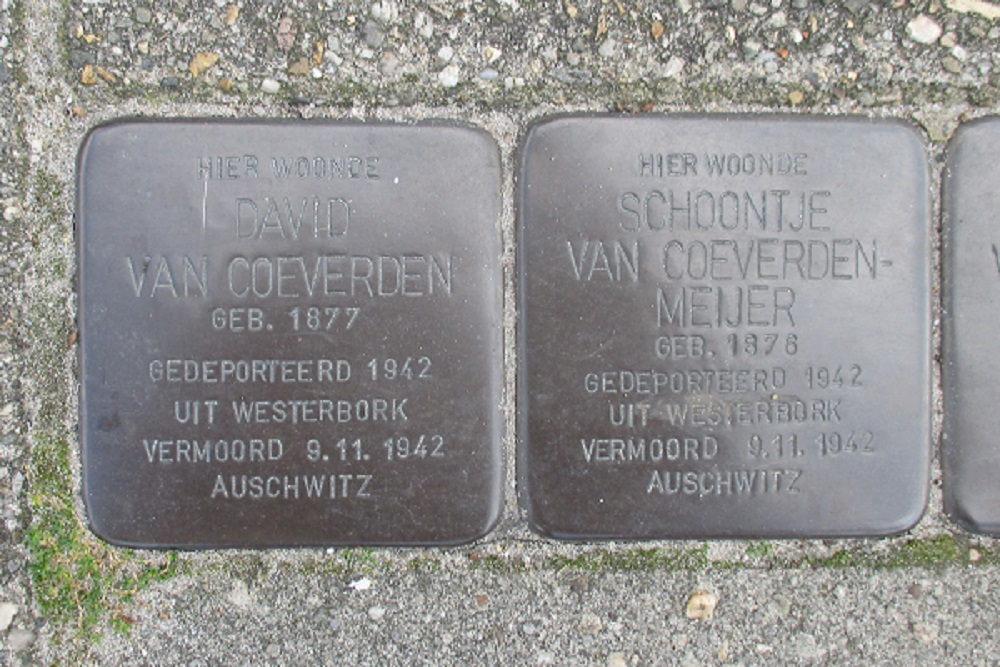 HIER WOONDE
DAVID
VAN COEVERDEN
GEB. 1877
GEDEPORTEERD 1942
UIT WESTERBORK
VERMOORD 9.11.1942
AUSCHWITZ
HIER WOONDE
SCHOONTJE
VAN COEVERDEN-
MEIJER
GEB. 1876
GEDEPORTEERD 1942
UIT WESTERBORK
VERMOORD 9.11.1942
AUSCHWITZ